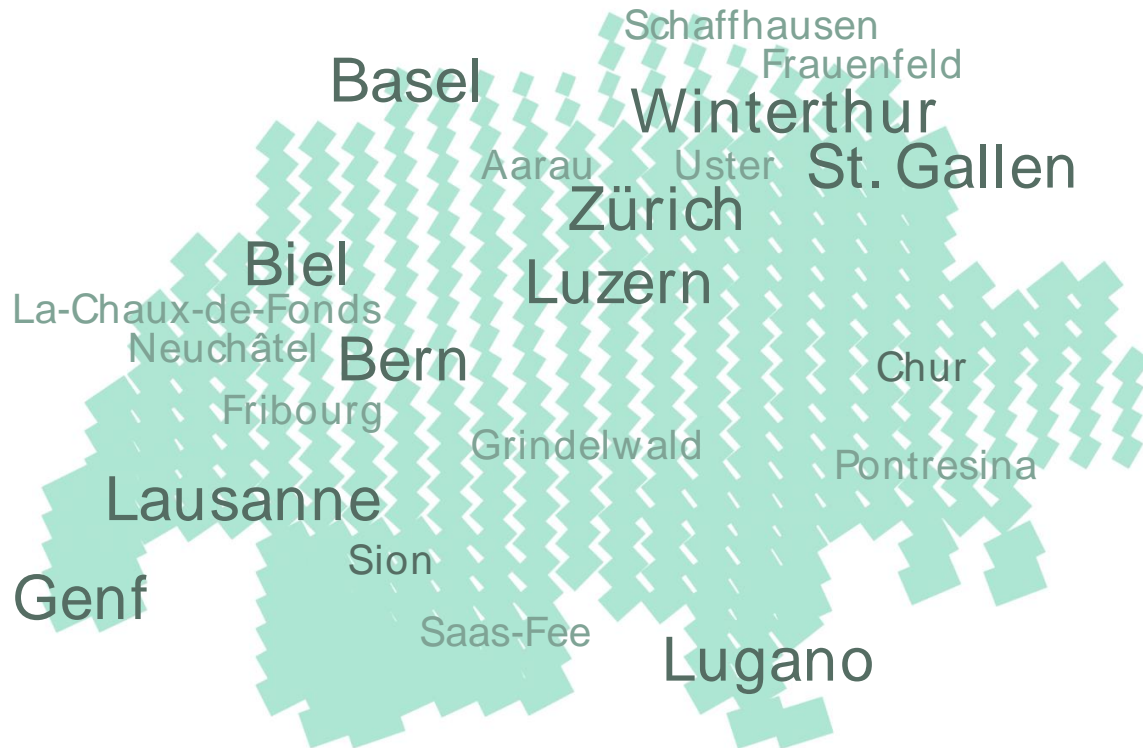 Schaffhausen
Frauenfeld
Basel
Winterthur
Aarau
Uster
St. Gallen
Zürich
Biel
Luzern
La-Chaux-de-Fonds
Neuchâtel
Bern
Chur
Fribourg
Grindelwald
Pontresina
Lausanne
Sion
Genf
Saas-Fee
Lugano